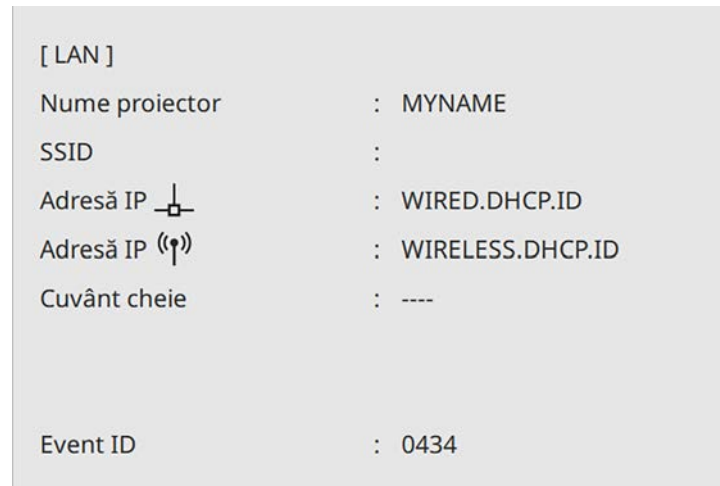 [ LAN ]
Nume proiector : MYNAME
SSID :
Adresă IP : WIRED.DHCP.ID
Adresă IP : WIRELESS.DHCP.ID
Cuvânt cheie : ----
Event ID : 0434